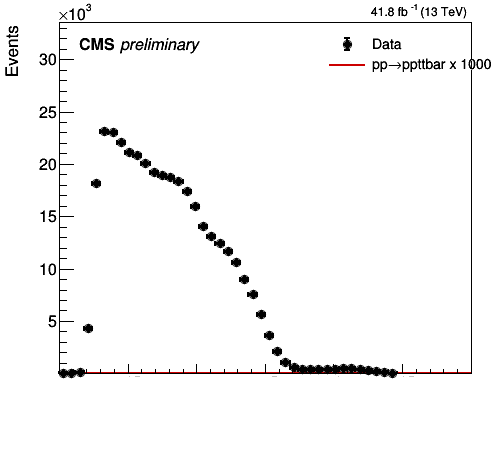 ×10³
41.8 fb⁻¹ (13 TeV)
Events
CMS preliminary
Data
pp→ppttbar x 1000
30
25
20
15
10
5